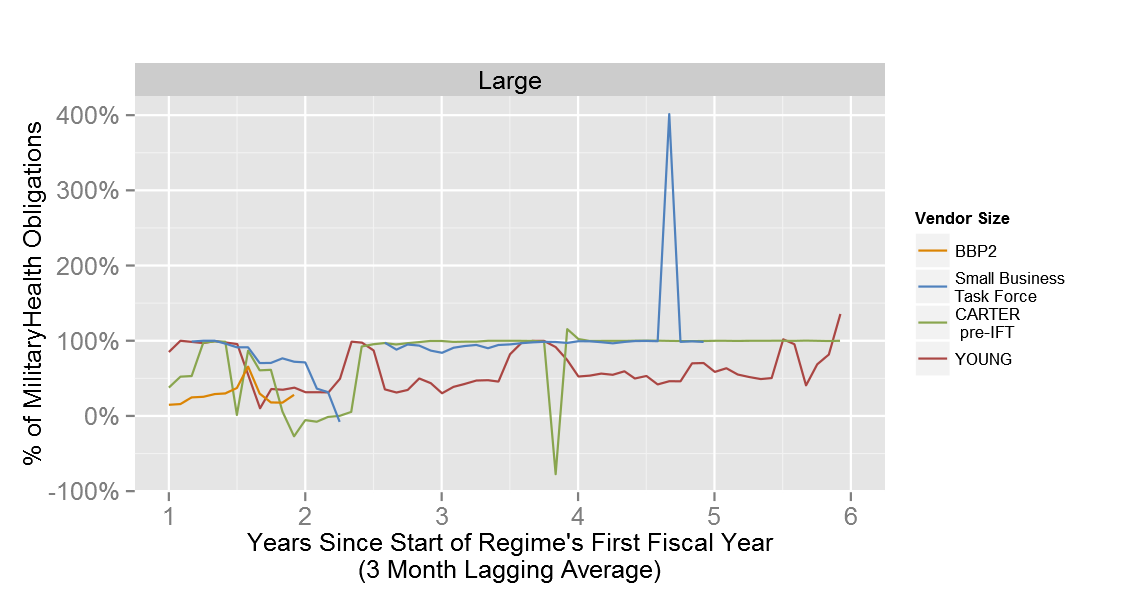 Large
400%
300%
200%
100%
0%
-100%
% of MilitaryHealth Obligations
1 2 3 4 5 6
Years Since Start of Regime's First Fiscal Year
(3 Month Lagging Average)
Vendor Size
BBP2
Small Business
Task Force
CARTER
pre-IFT
YOUNG